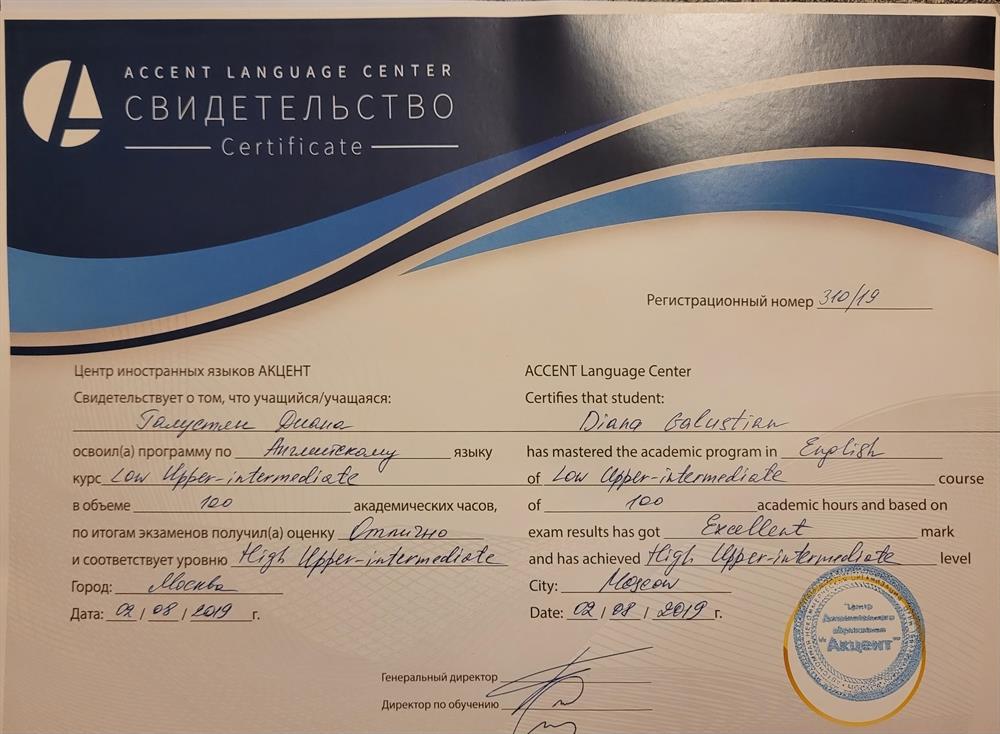 ACCENT LANGUAGE CENTER
СВИДЕТЕЛЬСТВО
Certificate
Регистрационный номер 310/19
Центр иностранных языков АКЦЕНТ
Свидетельствует о том, что учащийся/учащаяся:
Галустян Диана
освоил(а) программу по Английскому языку
курс Low Upper-intermediate
в объеме 100 академических часов,
по итогам экзаменов получил(а) оценку Отлично
и соответствует уровню High Upper-intermediate
Город: Москва
Дата: 02 / 08 / 2019 г.
ACCENT Language Center
Certifies that student:
Diana Galustian
has mastered the academic program in English
of Low Upper-intermediate course
of 100 academic hours and based on
exam results has got Excellent mark
and has achieved High Upper-intermediate level
City: Moscow
Date: 02 / 08 / 2019 г.
Генеральный директор
Директор по обучению
"Центр
Дополнительного
образования
"Акцент"